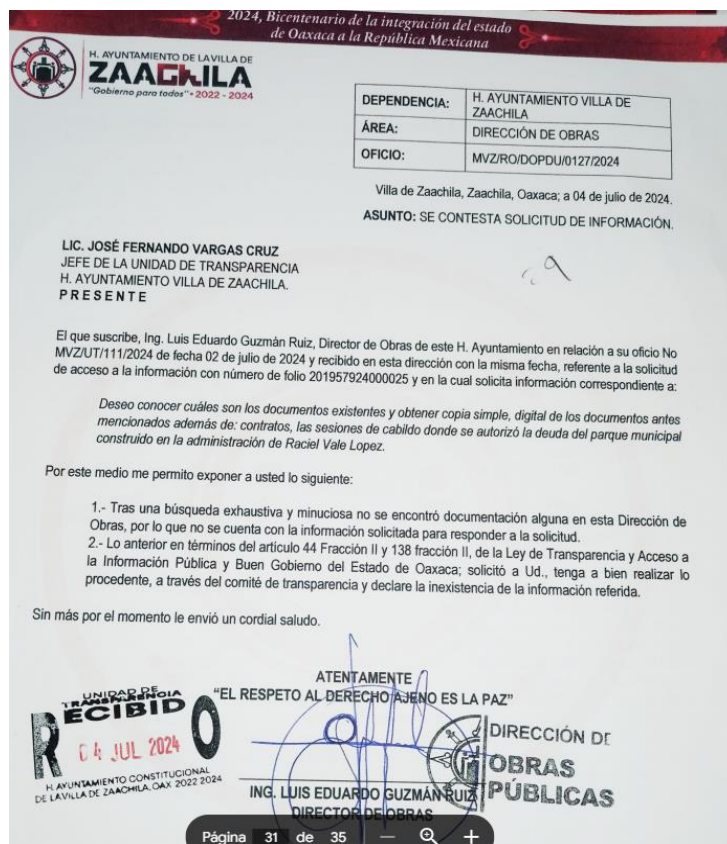 2024, Bicentenario de la integración del estado
de Oaxaca a la República Mexicana
H. AYUNTAMIENTO DE LA VILLA DE
ZAACHILA
"Gobierno para todos" • 2022 - 2024
DEPENDENCIA: H. AYUNTAMIENTO VILLA DE
ZAACHILA
ÁREA: DIRECCIÓN DE OBRAS
OFICIO: MVZ/RO/DOPDU/0127/2024
Villa de Zaachila, Zaachila, Oaxaca; a 04 de julio de 2024.
ASUNTO: SE CONTESTA SOLICITUD DE INFORMACIÓN.
LIC. JOSÉ FERNANDO VARGAS CRUZ
JEFE DE LA UNIDAD DE TRANSPARENCIA
H. AYUNTAMIENTO VILLA DE ZAACHILA.
P R E S E N T E
El que suscribe, Ing. Luis Eduardo Guzmán Ruiz, Director de Obras de este H. Ayuntamiento en relación a su oficio No
MVZ/UT/111/2024 de fecha 02 de julio de 2024 y recibido en esta dirección con la misma fecha, referente a la solicitud
de acceso a la información con número de folio 201957924000025 y en la cual solicita información correspondiente a:
Deseo conocer cuáles son los documentos existentes y obtener copia simple, digital de los documentos antes
mencionados además de: contratos, las sesiones de cabildo donde se autorizó la deuda del parque municipal
construido en la administración de Raciel Vale Lopez.
Por este medio me permito exponer a usted lo siguiente:
1.- Tras una búsqueda exhaustiva y minuciosa no se encontró documentación alguna en esta Dirección de
Obras, por lo que no se cuenta con la información solicitada para responder a la solicitud.
2.- Lo anterior en términos del articulo 44 Fracción II y 138 fracción II, de la Ley de Transparencia y Acceso a
la Información Pública y Buen Gobierno del Estado de Oaxaca; solicitó a Ud., tenga a bien realizar lo
procedente, a través del comité de transparencia y declare la inexistencia de la información referida.
Sin más por el momento le envió un cordial saludo.
ATENTAMENTE
"EL RESPETO AL DERECHO AJENO ES LA PAZ"
UNIDAD DE
TRANSPARENCIA
RECIBIDO
04 JUL 2024
H. AYUNTAMIENTO CONSTITUCIONAL
DE LA VILLA DE ZAACHILA, OAX. 2022 2024
DIRECCIÓN DE
OBRAS
PÚBLICAS
ING. LUIS EDUARDO GUZMÁN RUIZ
DIRECTOR DE OBRAS
Página 31 de 35